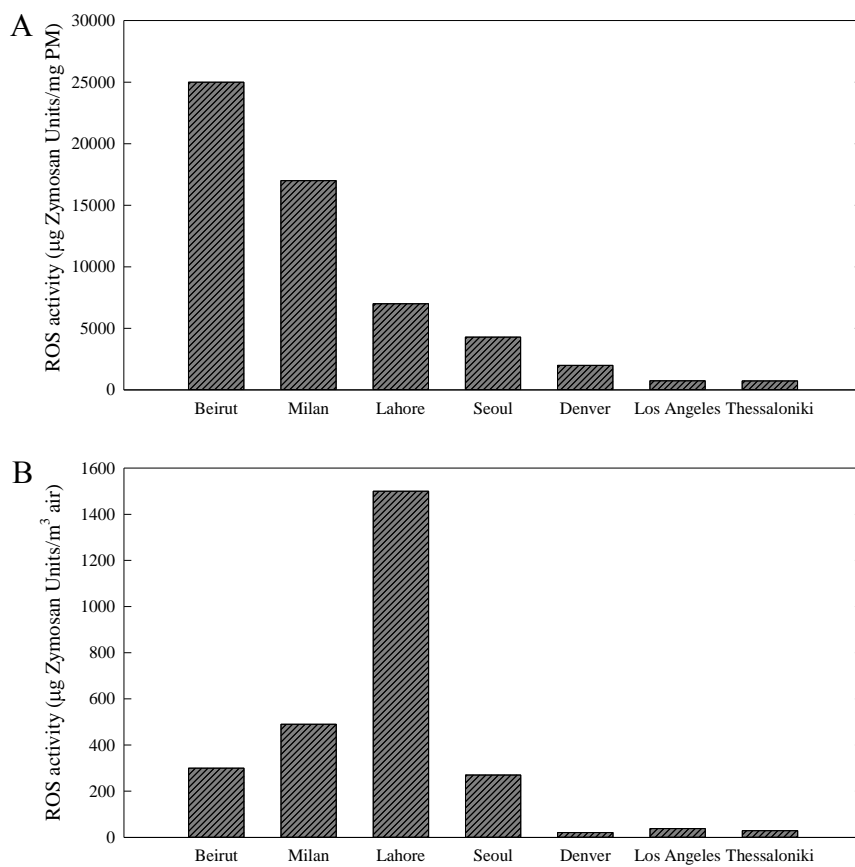 A
ROS activity (μg Zymosan Units/mg PM)
30000
25000
20000
15000
10000
5000
0
Beirut Milan Lahore Seoul Denver Los Angeles Thessaloniki
B
ROS activity (μg Zymosan Units/m³ air)
1600
1400
1200
1000
800
600
400
200
0
Beirut Milan Lahore Seoul Denver Los Angeles Thessaloniki